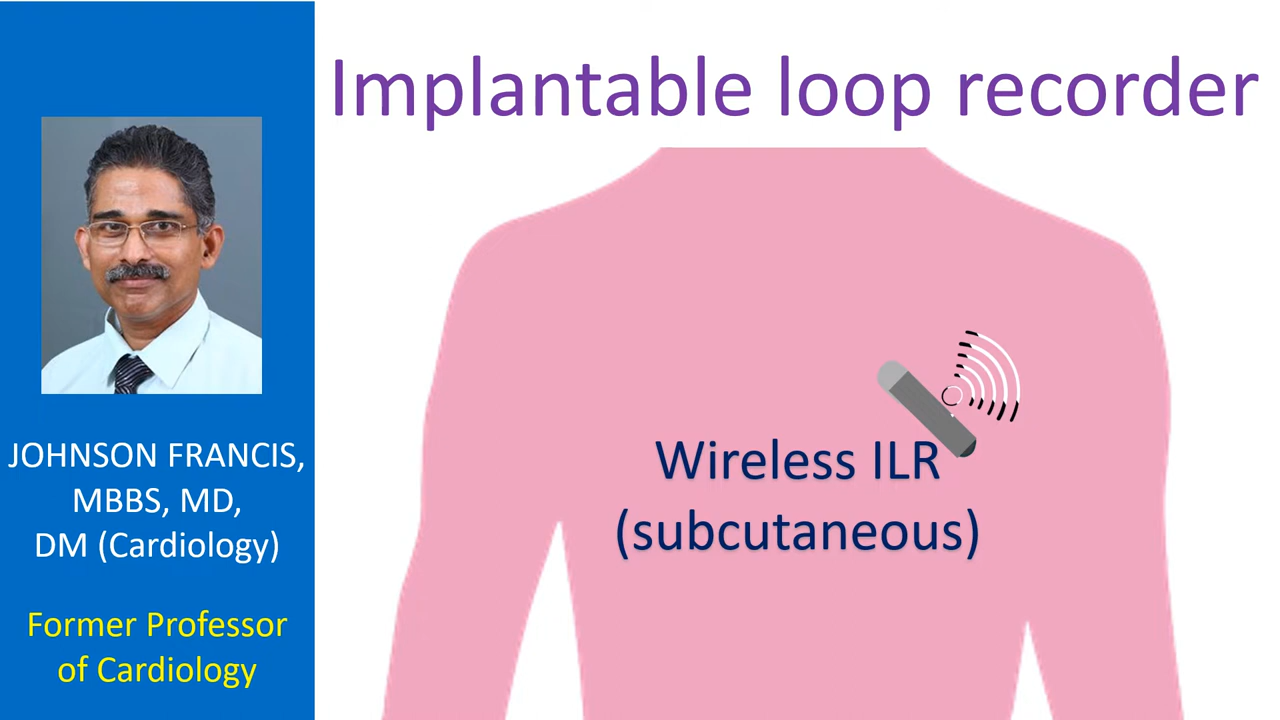 Implantable loop recorder
JOHNSON FRANCIS,
MBBS, MD,
DM (Cardiology)
Former Professor
of Cardiology
Wireless ILR
(subcutaneous)